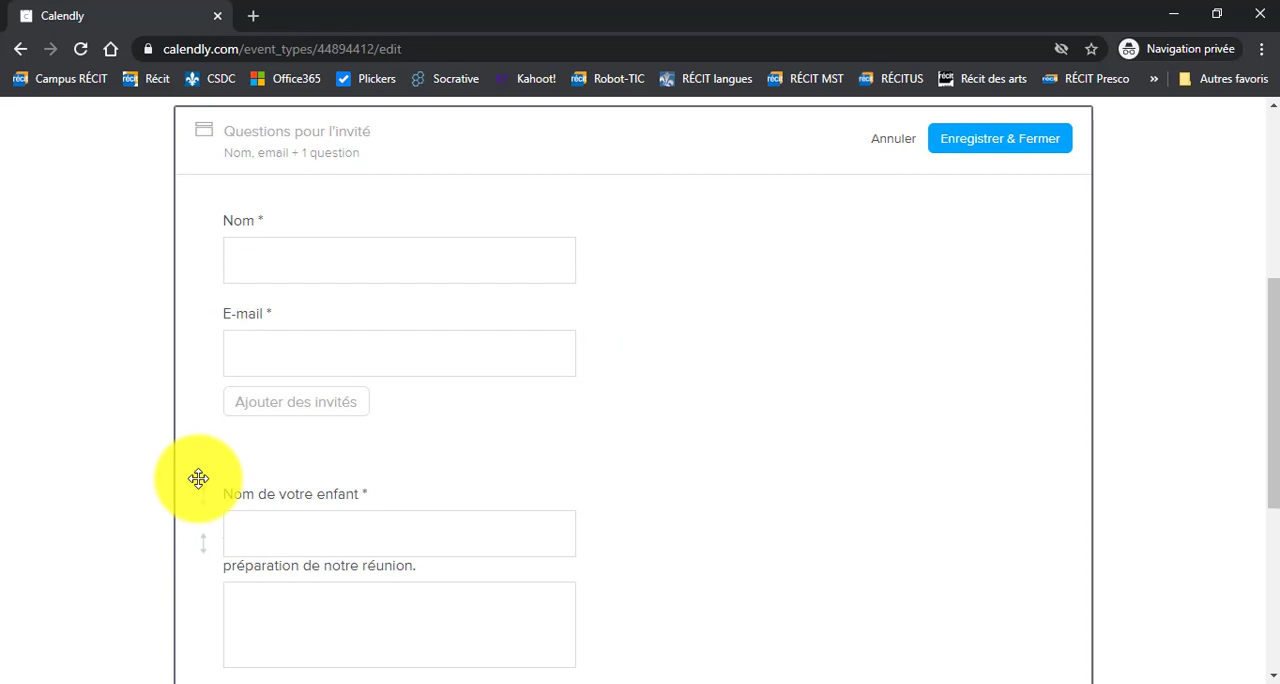 Calendly
calendly.com/event_types/44894412/edit
Navigation privée
Campus RÉCIT
Récit
CSDC
Office365
Plickers
Socrative
Kahoot!
Robot-TIC
RÉCIT langues
RÉCIT MST
RÉCITUS
Récit des arts
RÉCIT Presco
»
Autres favoris
Questions pour l'invité
Nom, email + 1 question
Annuler
Enregistrer & Fermer
Nom *
E-mail *
Ajouter des invités
Nom de votre enfant *
préparation de notre réunion.